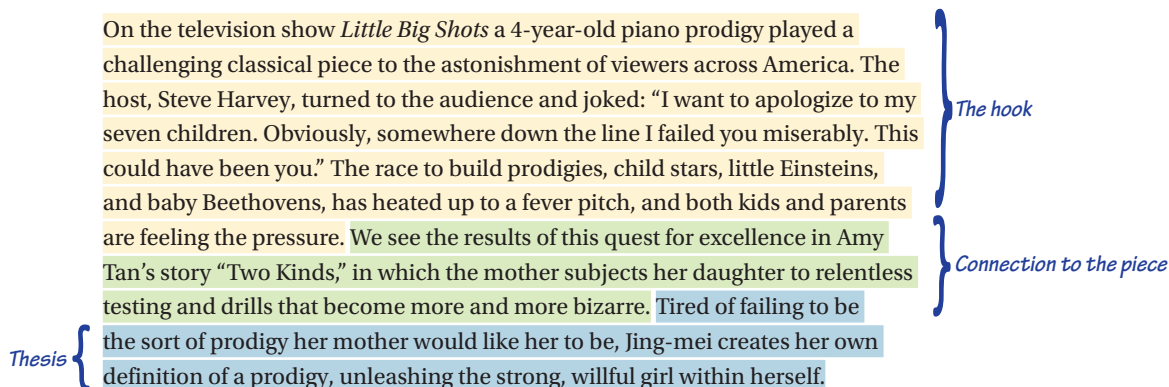 On the television show Little Big Shots a 4-year-old piano prodigy played a
challenging classical piece to the astonishment of viewers across America. The
host, Steve Harvey, turned to the audience and joked: “I want to apologize to my
seven children. Obviously, somewhere down the line I failed you miserably. This
could have been you.” The race to build prodigies, child stars, little Einsteins,
and baby Beethovens, has heated up to a fever pitch, and both kids and parents
are feeling the pressure. We see the results of this quest for excellence in Amy
Tan’s story “Two Kinds,” in which the mother subjects her daughter to relentless
testing and drills that become more and more bizarre. Tired of failing to be
the sort of prodigy her mother would like her to be, Jing-mei creates her own
definition of a prodigy, unleashing the strong, willful girl within herself.
The hook
Connection to the piece
Thesis